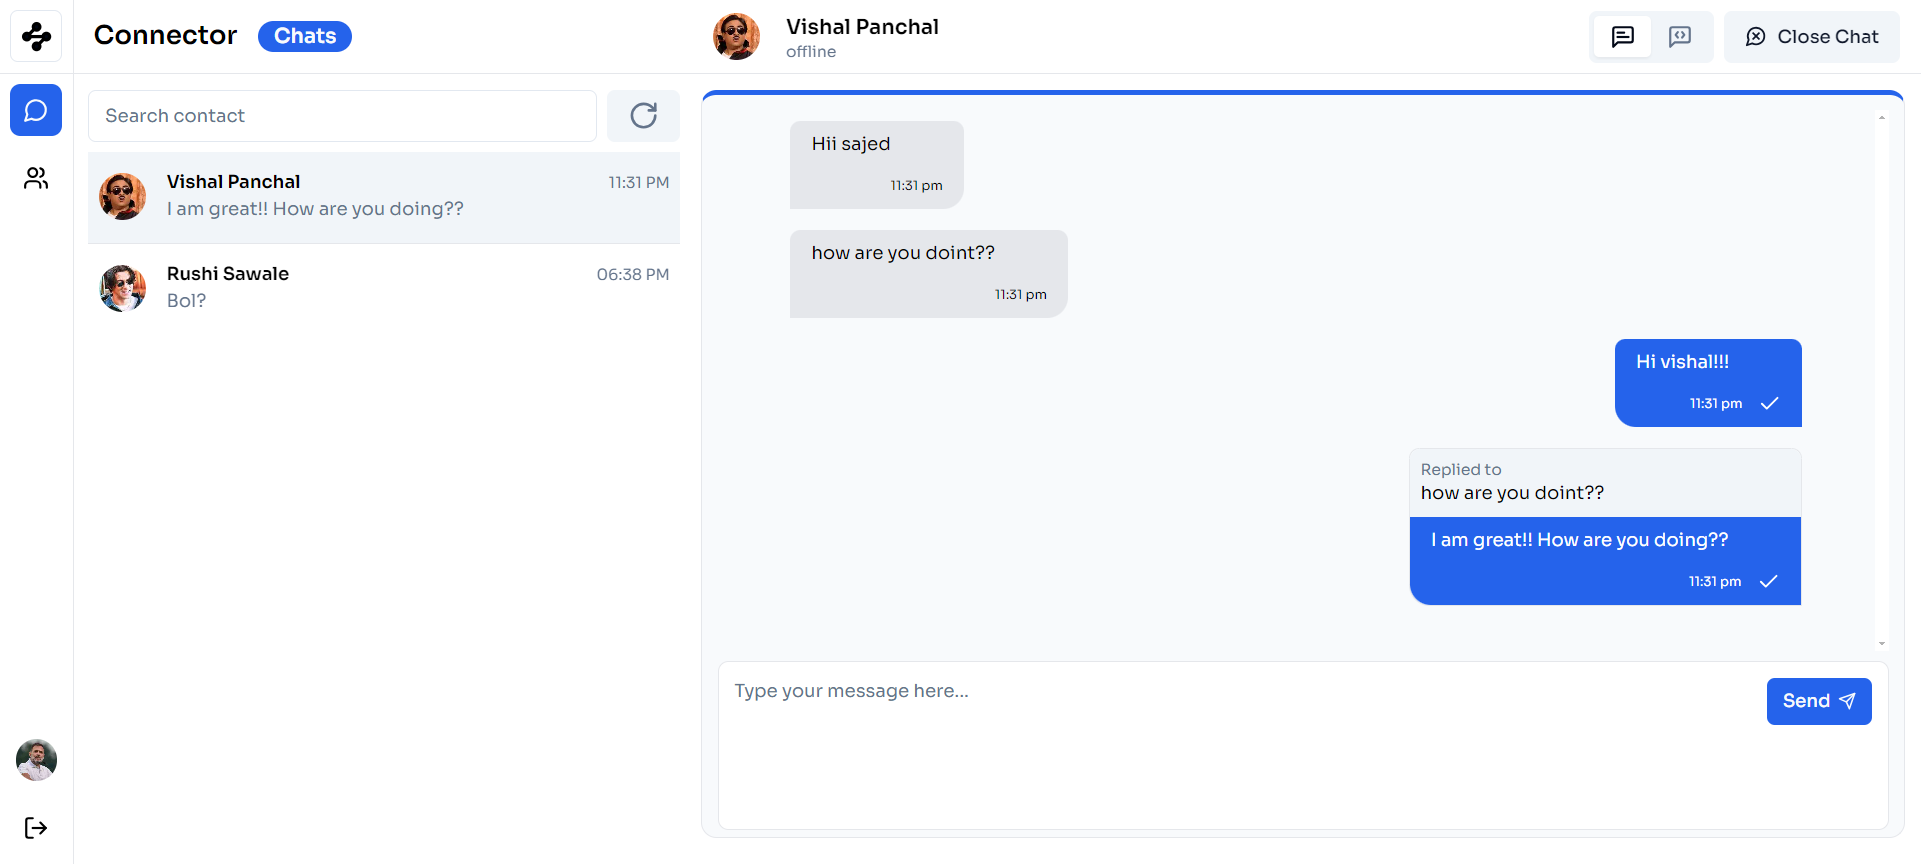 Connector
Chats
Search contact
Vishal Panchal
11:31 PM
I am great!! How are you doing??
Rushi Sawale
06:38 PM
Bol?
Vishal Panchal
offline
Close Chat
Hii sajed
11:31 pm
how are you doint??
11:31 pm
Hi vishal!!!
11:31 pm
Replied to
how are you doint??
I am great!! How are you doing??
11:31 pm
Type your message here...
Send